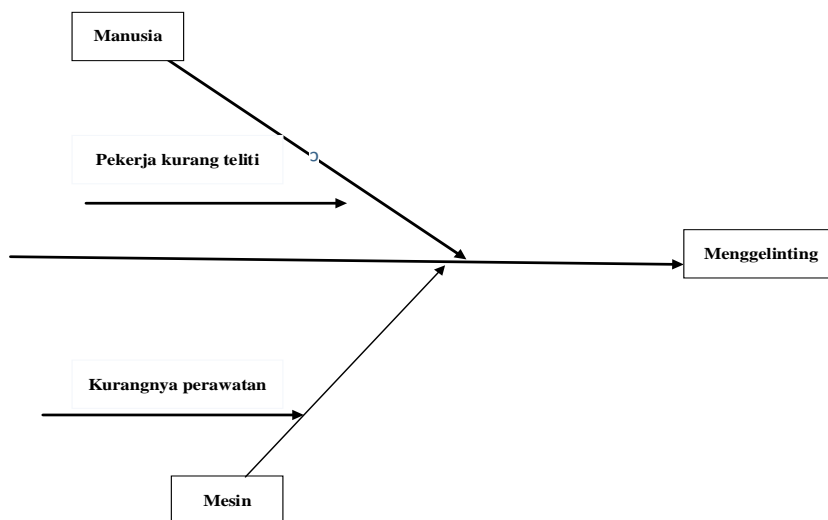 Manusia
Pekerja kurang teliti
Menggelinting
Kurangnya perawatan
Mesin